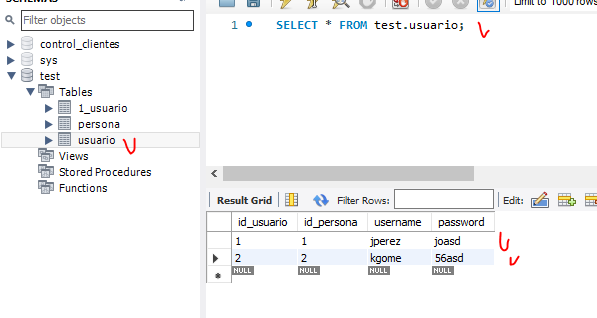 SCHEMAS
Filter objects
control_clientes
sys
test
Tables
1_usuario
persona
usuario
Views
Stored Procedures
Functions
Limit to 1000 rows
1 SELECT * FROM test.usuario;
Result Grid Filter Rows: Edit:
id_usuario id_persona username password
1 1 jperez joasd
2 2 kgome 56asd
NULL NULL NULL NULL